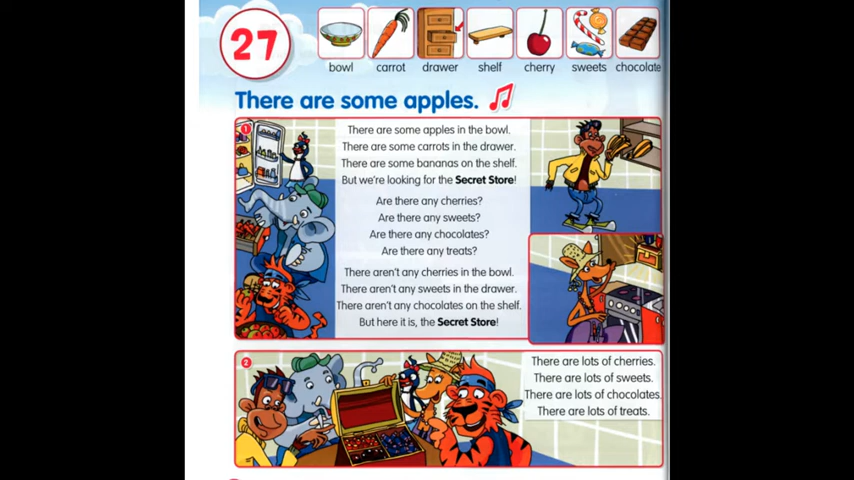 27
bowl carrot drawer shelf cherry sweets chocolate
There are some apples.
1
There are some apples in the bowl.
There are some carrots in the drawer.
There are some bananas on the shelf.
But we're looking for the Secret Store!
Are there any cherries?
Are there any sweets?
Are there any chocolates?
Are there any treats?
There aren't any cherries in the bowl.
There aren't any sweets in the drawer.
There aren't any chocolates on the shelf.
But here it is, the Secret Store!
2
There are lots of cherries.
There are lots of sweets.
There are lots of chocolates.
There are lots of treats.